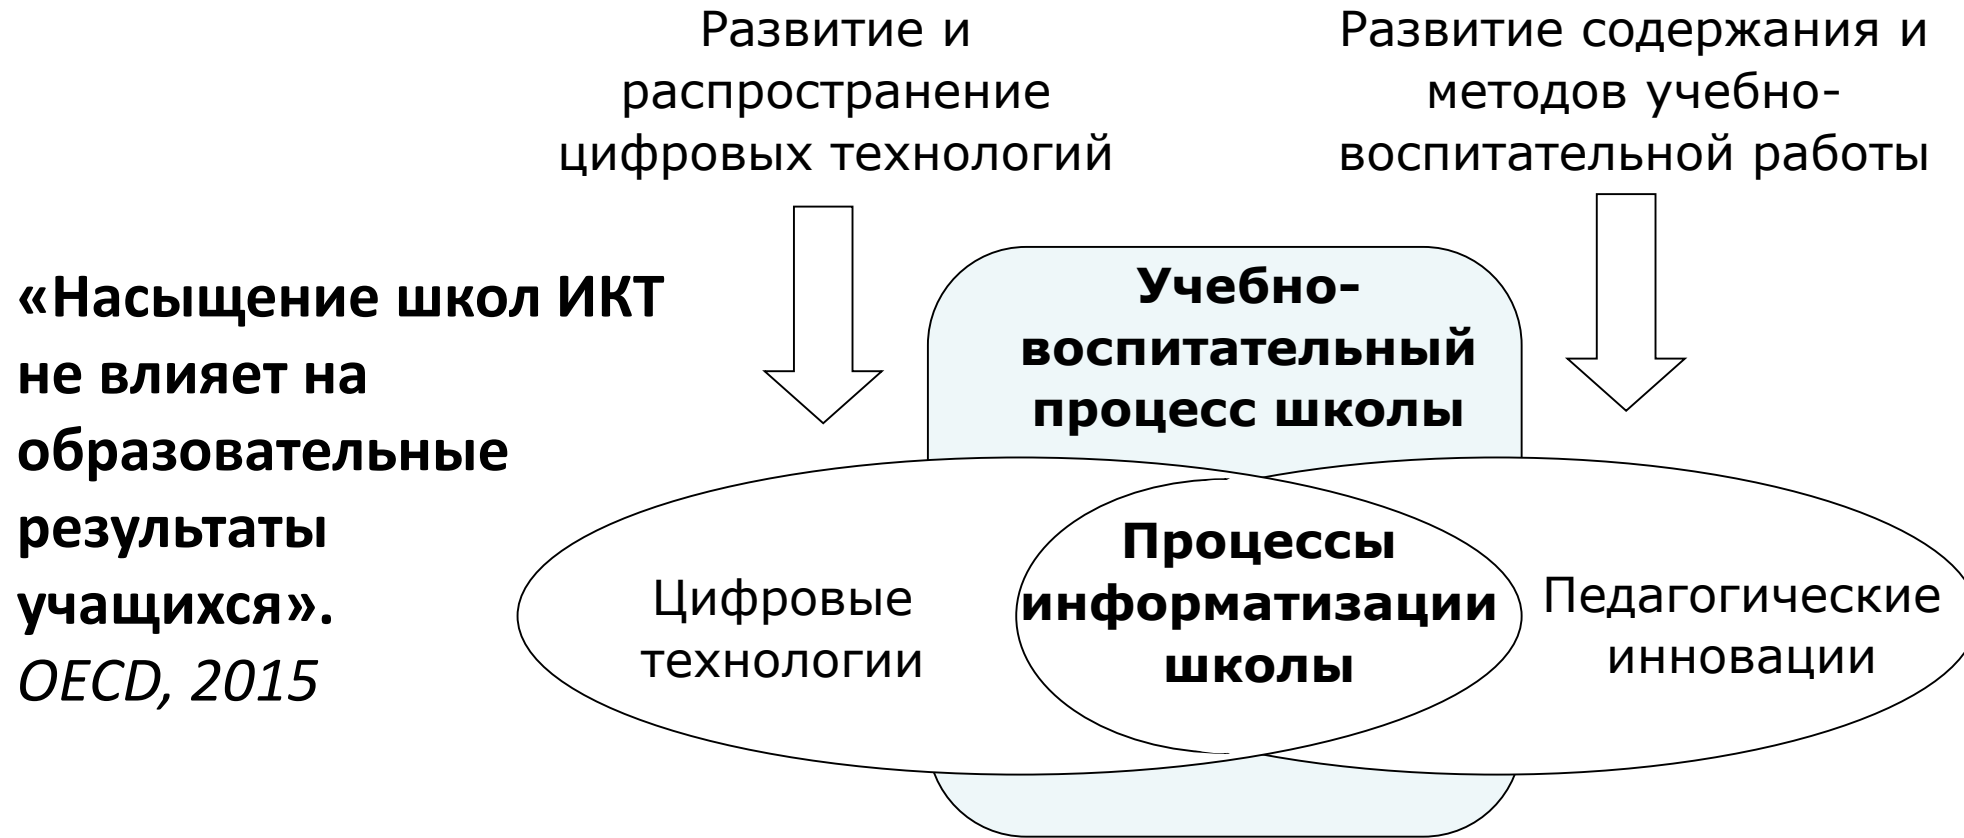 Развитие и
распространение
цифровых технологий
Развитие содержания и
методов учебно-
воспитательной работы
«Насыщение школ ИКТ
не влияет на
образовательные
результаты
учащихся».
OECD, 2015
Учебно-
воспитательный
процесс школы
Цифровые
технологии
Процессы
информатизации
школы
Педагогические
инновации